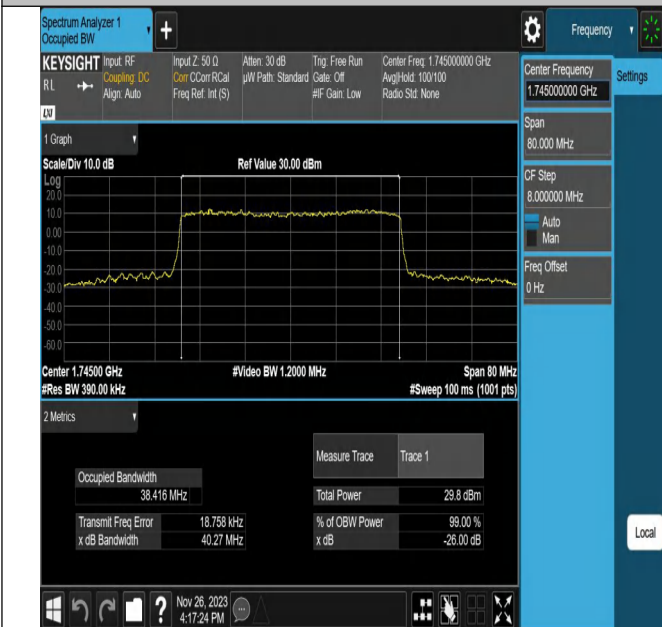 Spectrum Analyzer 1
Occupied BW
+
Frequency
KEYSIGHT
RL
LXI
Input: RF
Coupling: DC
Align: Auto
Input Z: 50 Ω
Corr CCorr RCal
Freq Ref: Int (S)
Atten: 30 dB
µW Path: Standard
Trig: Free Run
Gate: Off
#IF Gain: Low
Center Freq: 1.745000000 GHz
Avg|Hold: 100/100
Radio Std: None
Center Frequency
1.745000000 GHz
Settings
Span
80.000 MHz
CF Step
8.000000 MHz
Auto
Man
Freq Offset
0 Hz
1 Graph
Scale/Div 10.0 dB
Ref Value 30.00 dBm
Log
20.0
10.0
0.00
-10.0
-20.0
-30.0
-40.0
-50.0
-60.0
Center 1.74500 GHz
#Video BW 1.2000 MHz
Span 80 MHz
#Res BW 390.00 kHz
#Sweep 100 ms (1001 pts)
2 Metrics
Measure Trace
Trace 1
Occupied Bandwidth
38.416 MHz
Total Power
29.8 dBm
Transmit Freq Error
18.758 kHz
% of OBW Power
99.00 %
x dB Bandwidth
40.27 MHz
x dB
-26.00 dB
Local
?
Nov 26, 2023
4:17:24 PM